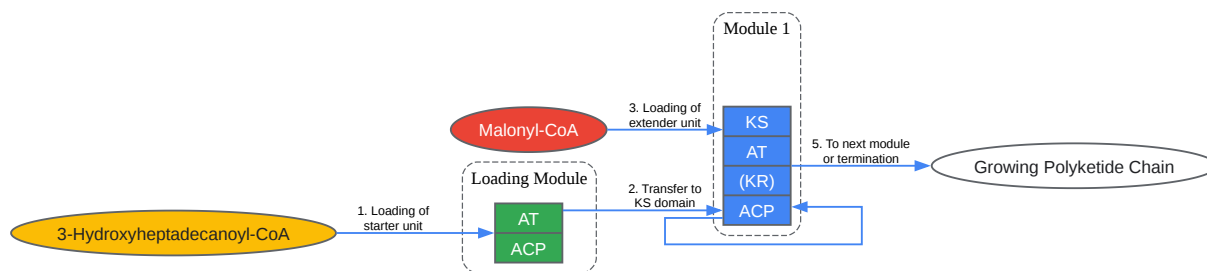 Module 1
3. Loading of
extender unit
Malonyl-CoA
KS
AT
(KR)
ACP
5. To next module
or termination
Growing Polyketide Chain
Loading Module
2. Transfer to
KS domain
1. Loading of
starter unit
3-Hydroxyheptadecanoyl-CoA
AT
ACP